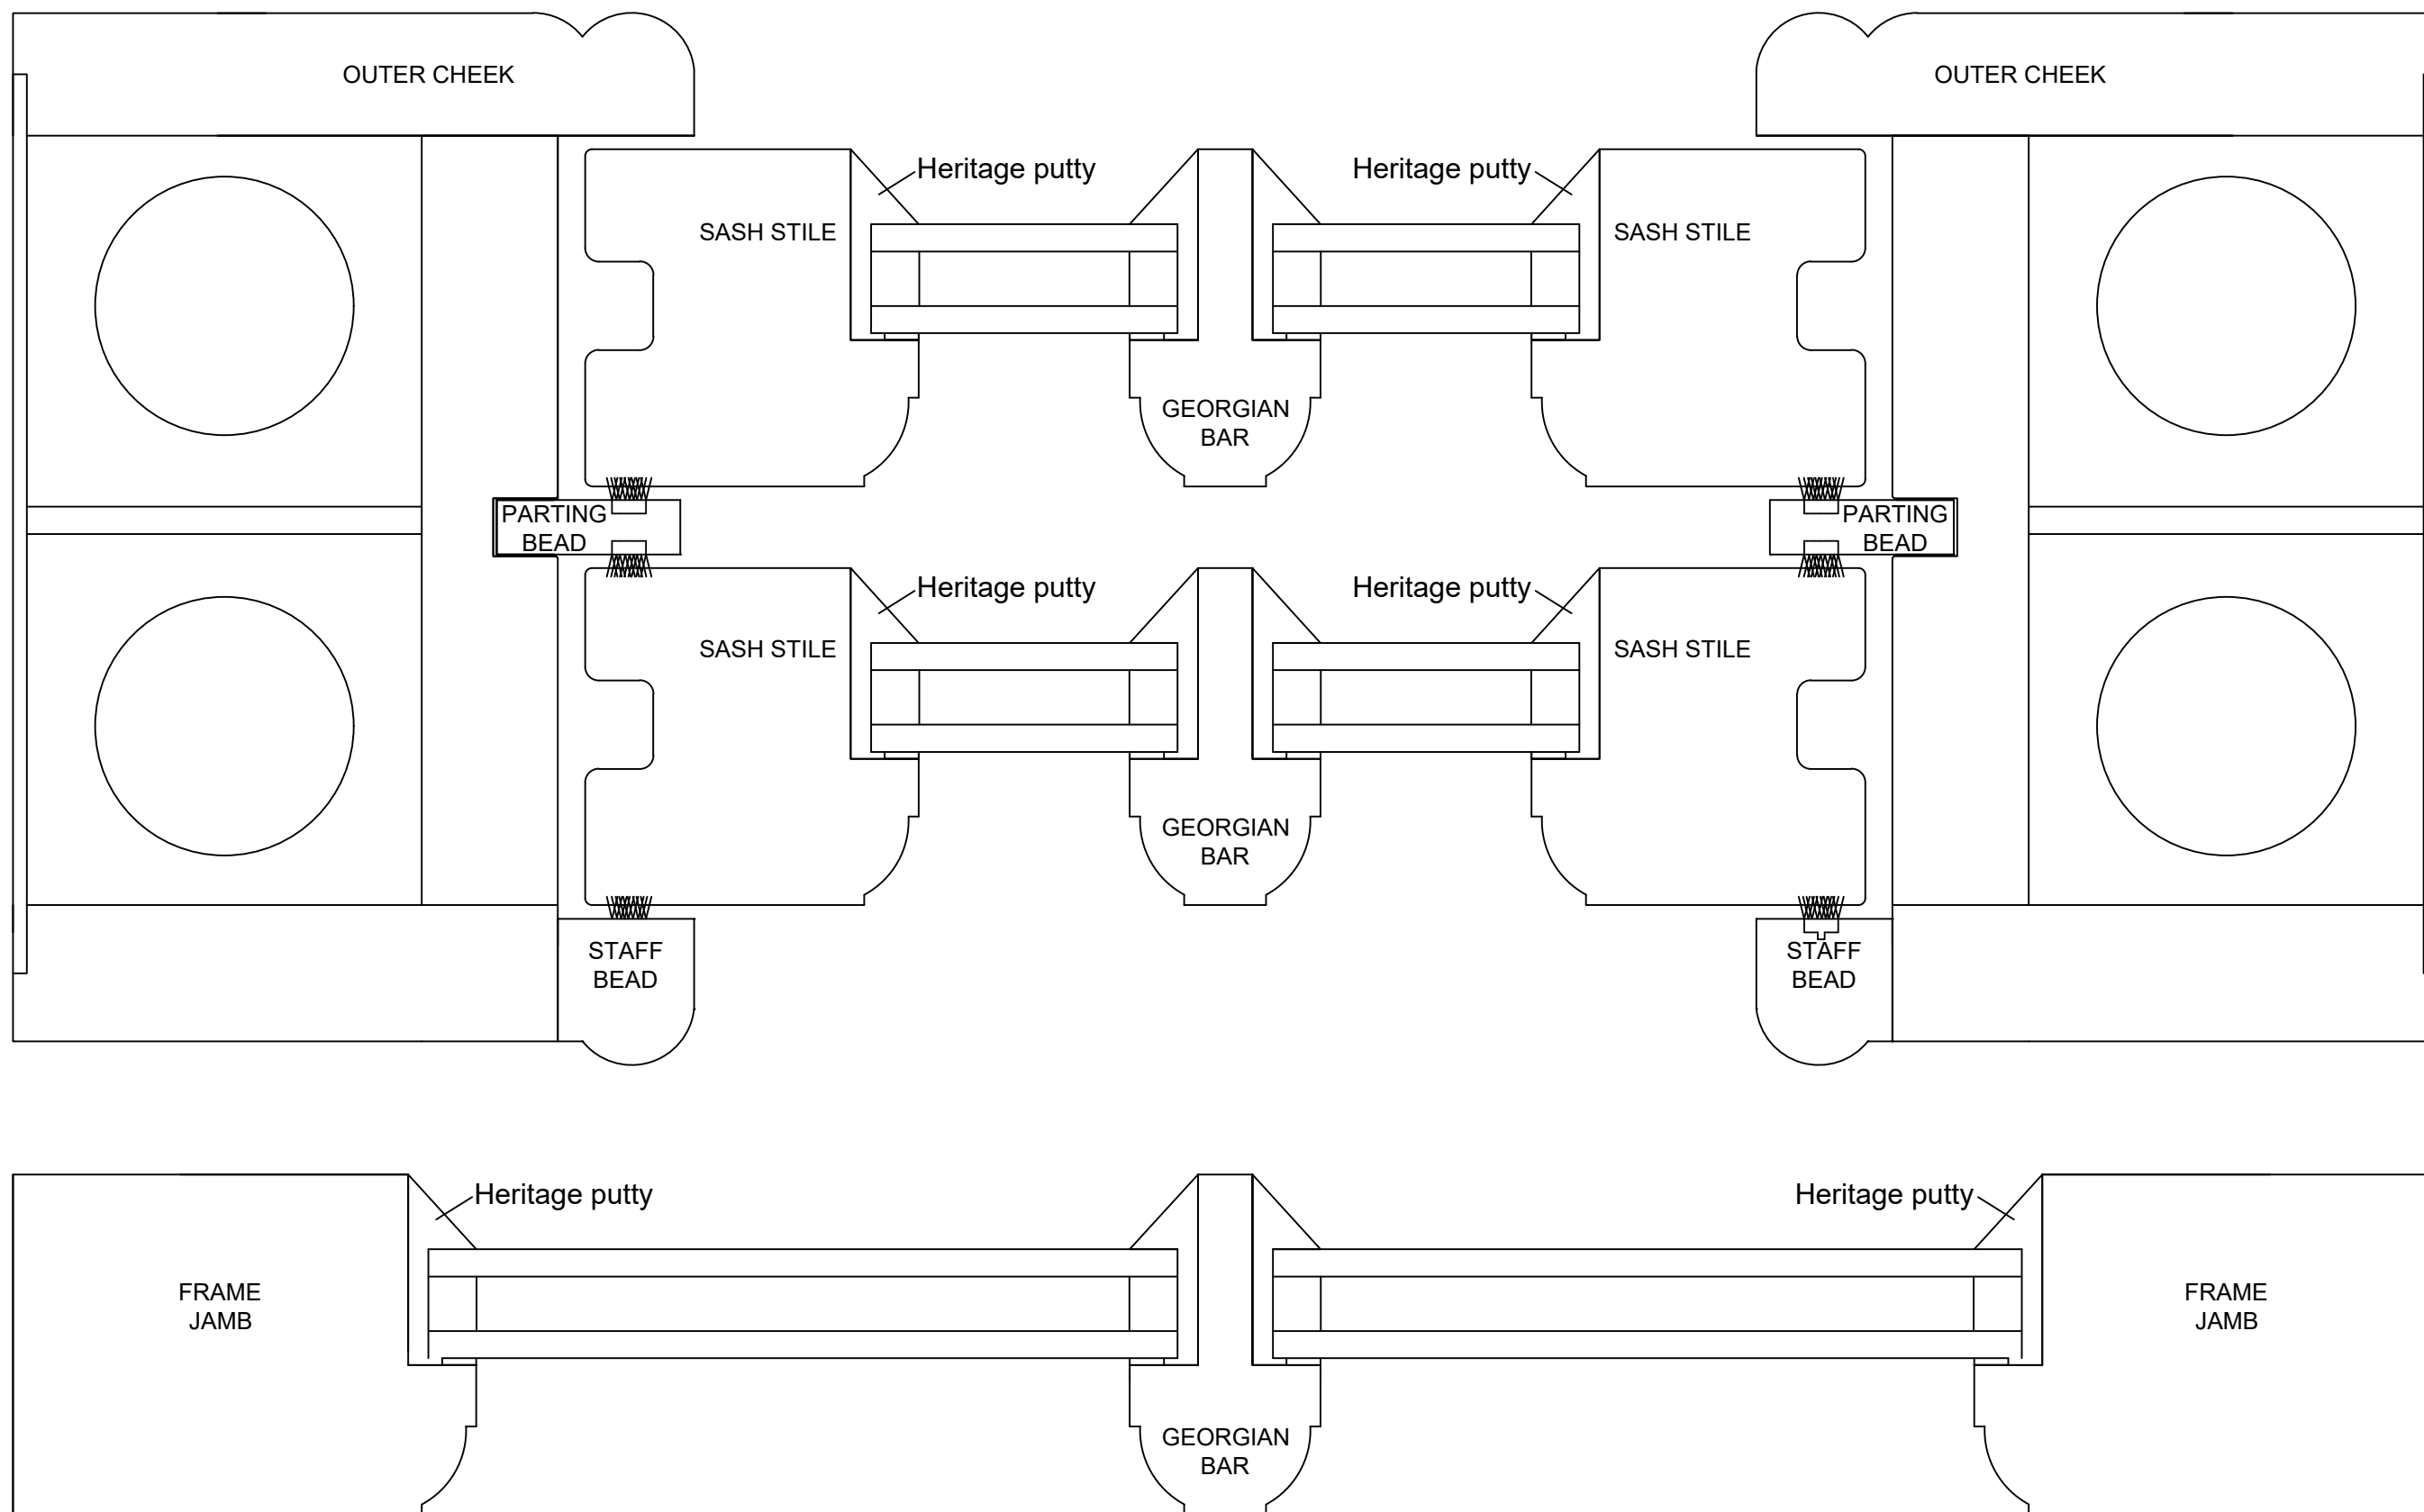 OUTER CHEEK
OUTER CHEEK
Heritage putty
Heritage putty
SASH STILE
SASH STILE
GEORGIAN
BAR
PARTING
BEAD
PARTING
BEAD
Heritage putty
Heritage putty
SASH STILE
SASH STILE
GEORGIAN
BAR
STAFF
BEAD
STAFF
BEAD
Heritage putty
Heritage putty
FRAME
JAMB
FRAME
JAMB
GEORGIAN
BAR